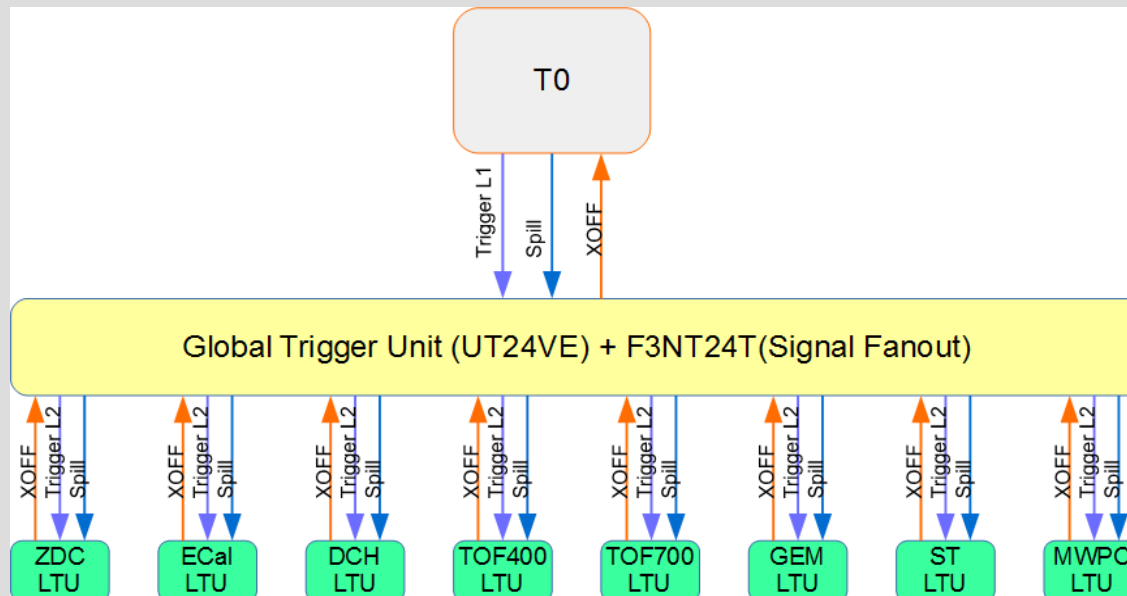 T0
Trigger L1
Spill
XOFF
Global Trigger Unit (UT24VE) + F3NT24T(Signal Fanout)
XOFF
Trigger L2
Spill
XOFF
Trigger L2
Spill
XOFF
Trigger L2
Spill
XOFF
Trigger L2
Spill
XOFF
Trigger L2
Spill
XOFF
Trigger L2
Spill
XOFF
Trigger L2
Spill
XOFF
Trigger L2
Spill
ZDC
LTU
ECal
LTU
DCH
LTU
TOF400
LTU
TOF700
LTU
GEM
LTU
ST
LTU
MWPC
LTU